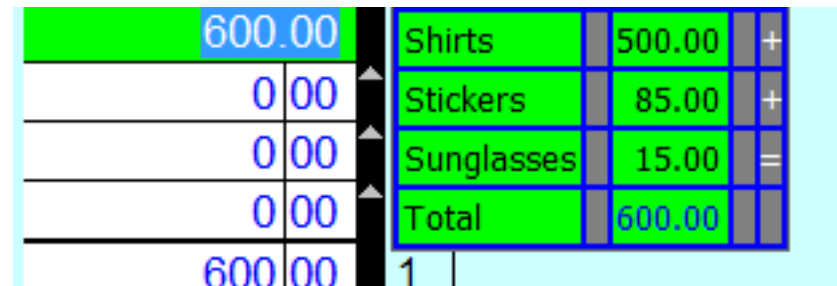 600.00 Shirts 500.00 +
0 00 Stickers 85.00 +
0 00 Sunglasses 15.00 =
0 00 Total 600.00
600 00 1